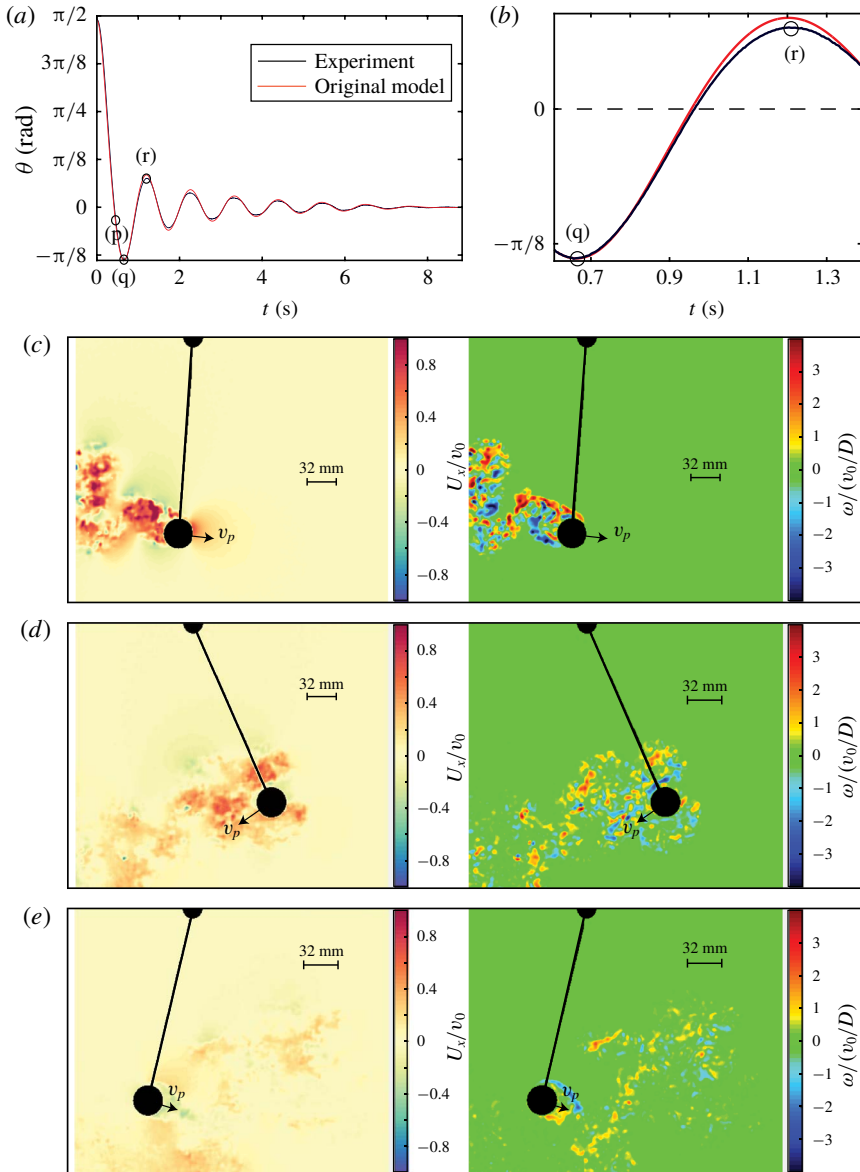 (a)
π/2
3π/8
π/4
π/8
0
−π/8
θ (rad)
Experiment
Original model
(r)
(p)
(q)
0 2 4 6 8
t (s)
(b)
0
−π/8
(q)
(r)
0.7 0.9 1.1 1.3
t (s)
(c)
32 mm
v_p
0.8
0.4
0
−0.4
−0.8
U_x/v_0
32 mm
v_p
3
2
1
0
−1
−2
−3
ω/(v_0/D)
(d)
32 mm
v_p
0.8
0.4
0
−0.4
−0.8
U_x/v_0
32 mm
v_p
3
2
1
0
−1
−2
−3
ω/(v_0/D)
(e)
32 mm
v_p
0.8
0.4
0
−0.4
−0.8
U_x/v_0
32 mm
v_p
3
2
1
0
−1
−2
−3
ω/(v_0/D)